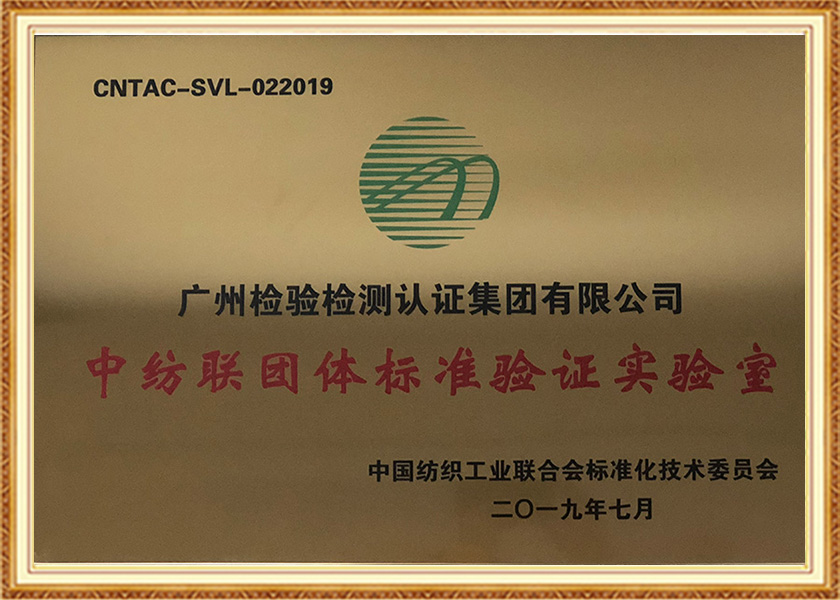 CNTAC-SVL-022019
广州检验检测认证集团有限公司
中纺联团体标准验证实验室
中国纺织工业联合会标准化技术委员会
二〇一九年七月